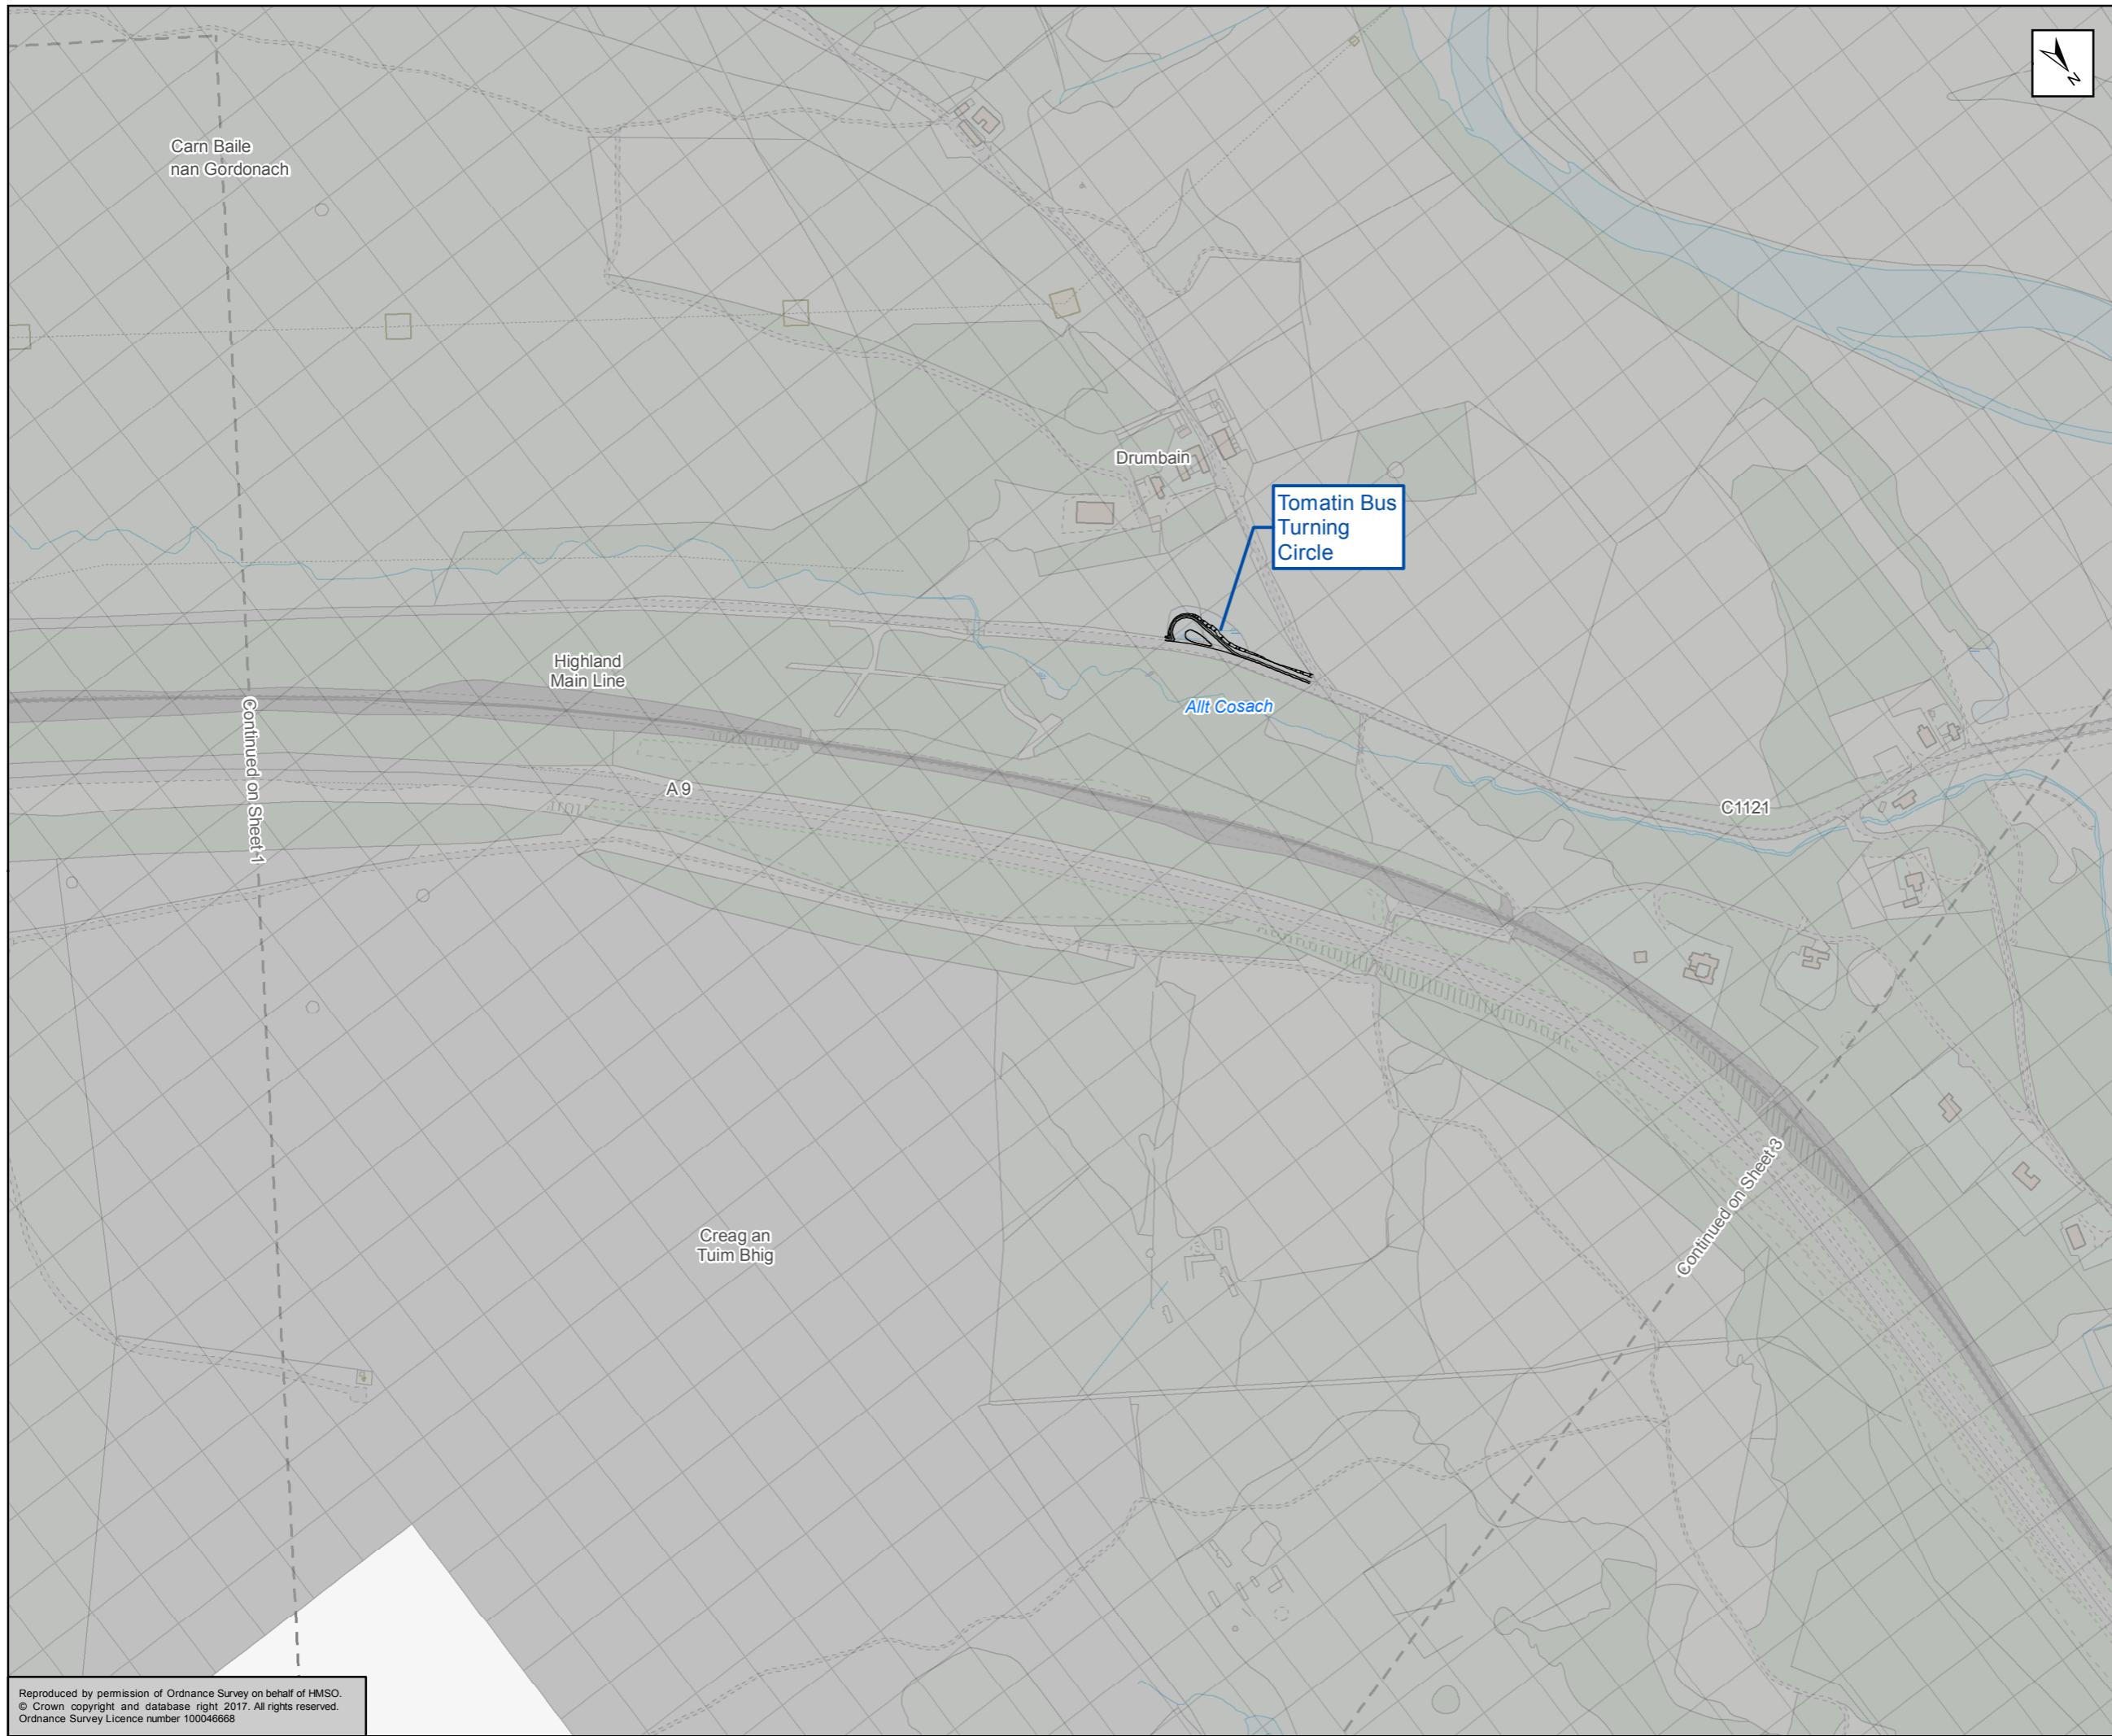 N
Carn Baile
nan Gordonach
Drumbain
Tomatin Bus
Turning
Circle
Highland
Main Line
Continued on Sheet 1
Allt Cosach
A 9
C1121
Continued on Sheet 3
Creag an
Tuim Bhig
Reproduced by permission of Ordnance Survey on behalf of HMSO.
© Crown copyright and database right 2017. All rights reserved.
Ordnance Survey Licence number 100046668